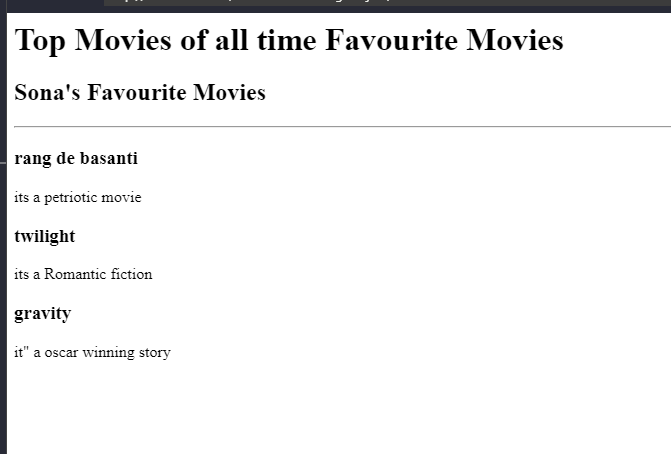 Top Movies of all time Favourite Movies
Sona's Favourite Movies
rang de basanti
its a petriotic movie
twilight
its a Romantic fiction
gravity
it" a oscar winning story